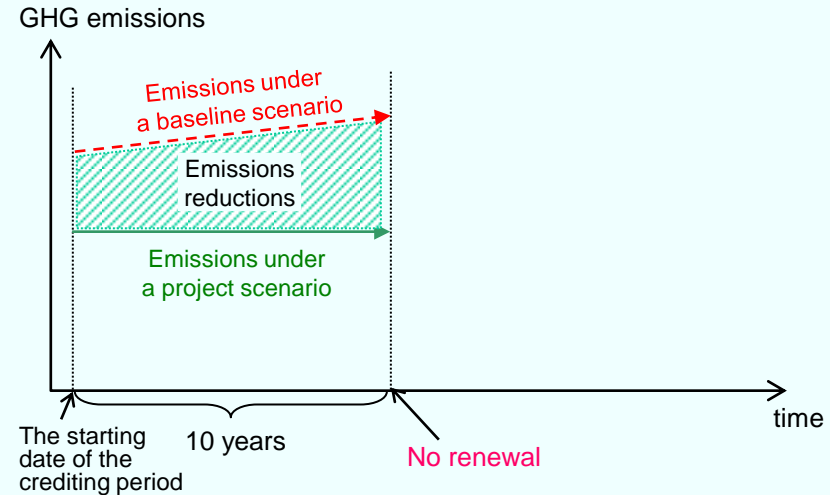 GHG emissions
Emissions under
a baseline scenario
Emissions
reductions
Emissions under
a project scenario
time
The starting
date of the
crediting period
10 years
No renewal